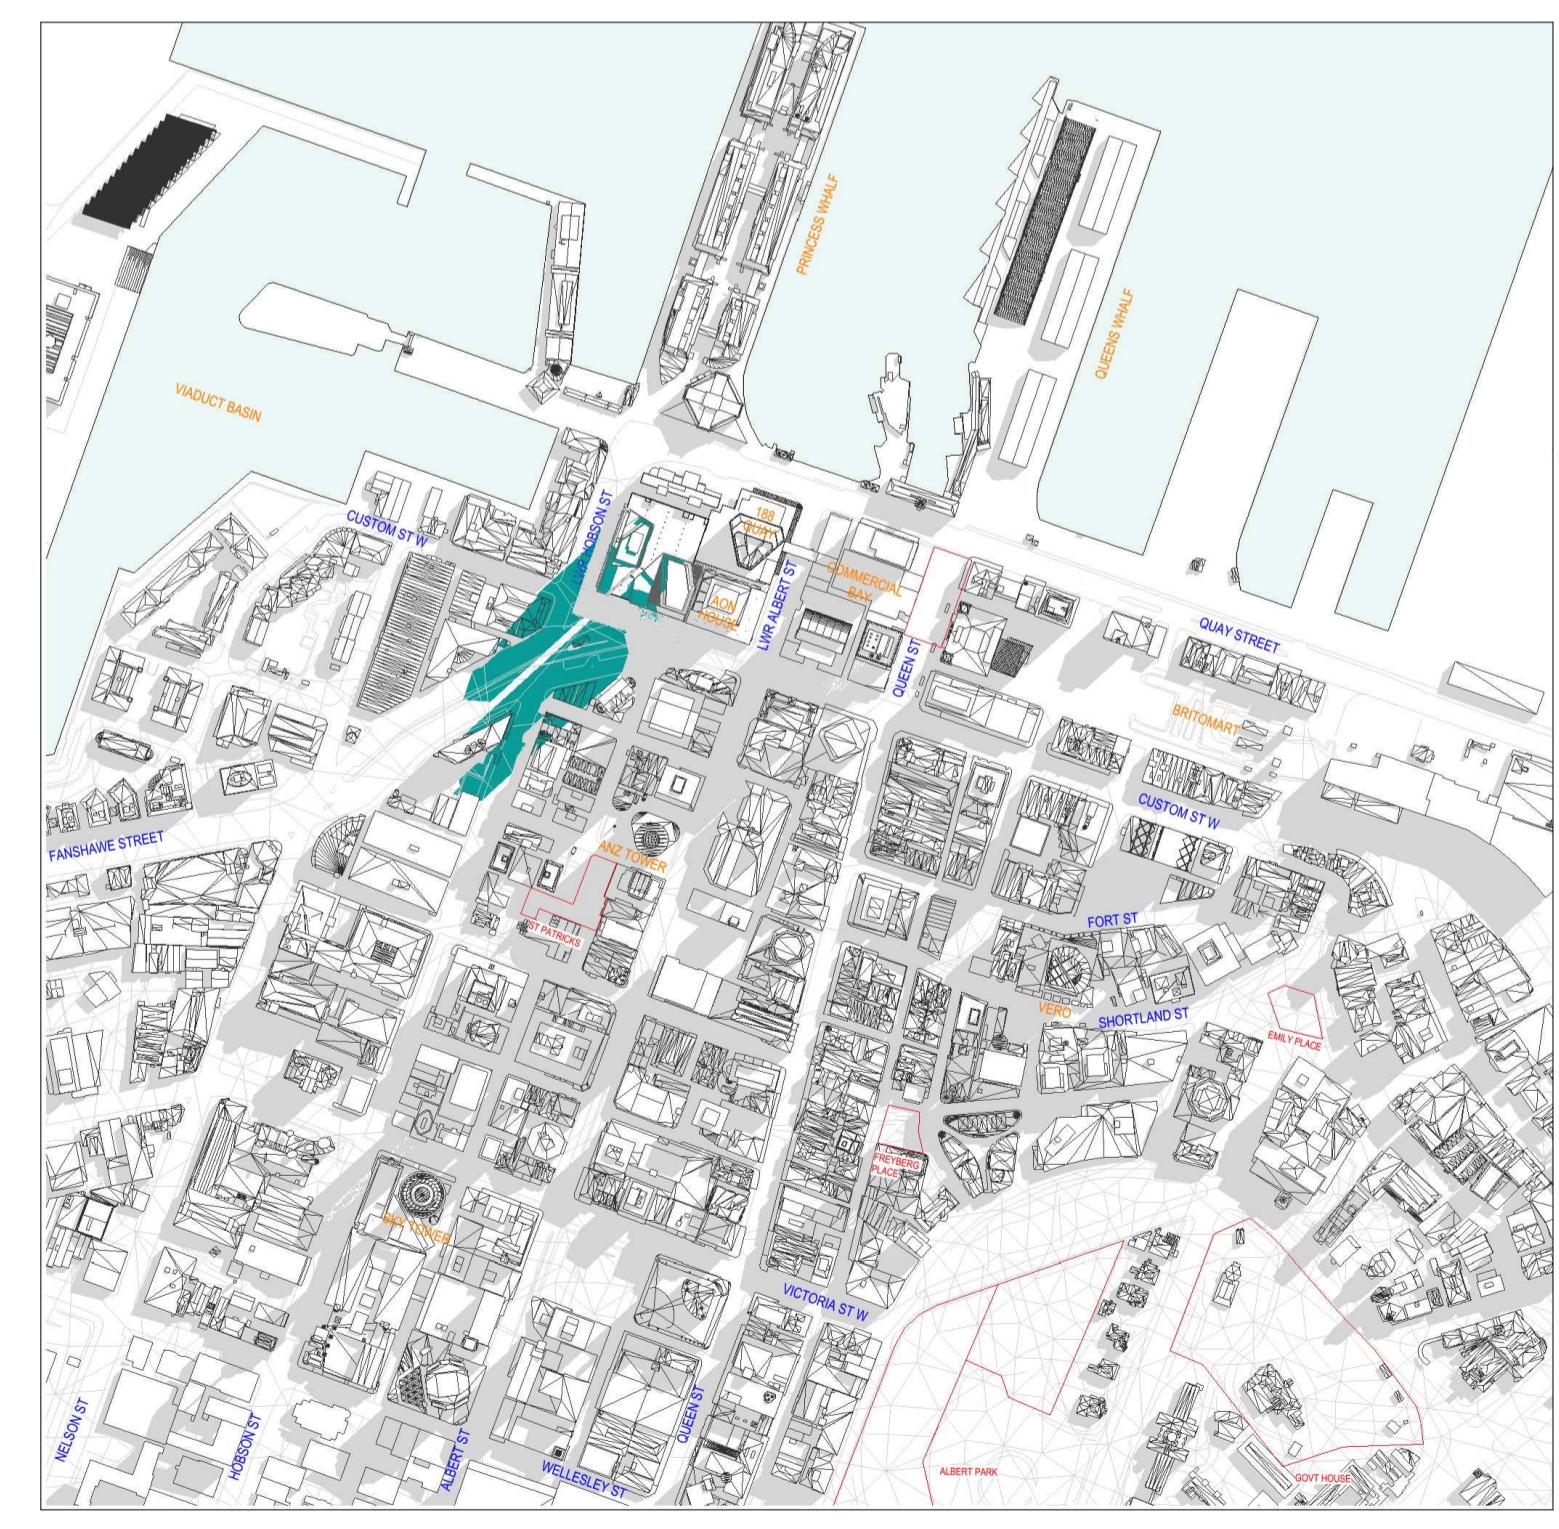 PRINCESS WHALF
QUEENS WHALF
VIADUCT BASIN
CUSTOM ST W
LWR HOBSON ST
188
QUAY
LWR ALBERT ST
COMMERCIAL
BAY
AON
HOUSE
QUEEN ST
QUAY STREET
BRITOMART
CUSTOM ST W
FANSHAWE STREET
ANZ TOWER
ST PATRICKS
FORT ST
VERO
SHORTLAND ST
EMILY PLACE
FREYBERG
PLACE
SKY TOWER
VICTORIA ST W
NELSON ST
HOBSON ST
ALBERT ST
WELLESLEY ST
QUEEN ST
ALBERT PARK
GOVT HOUSE